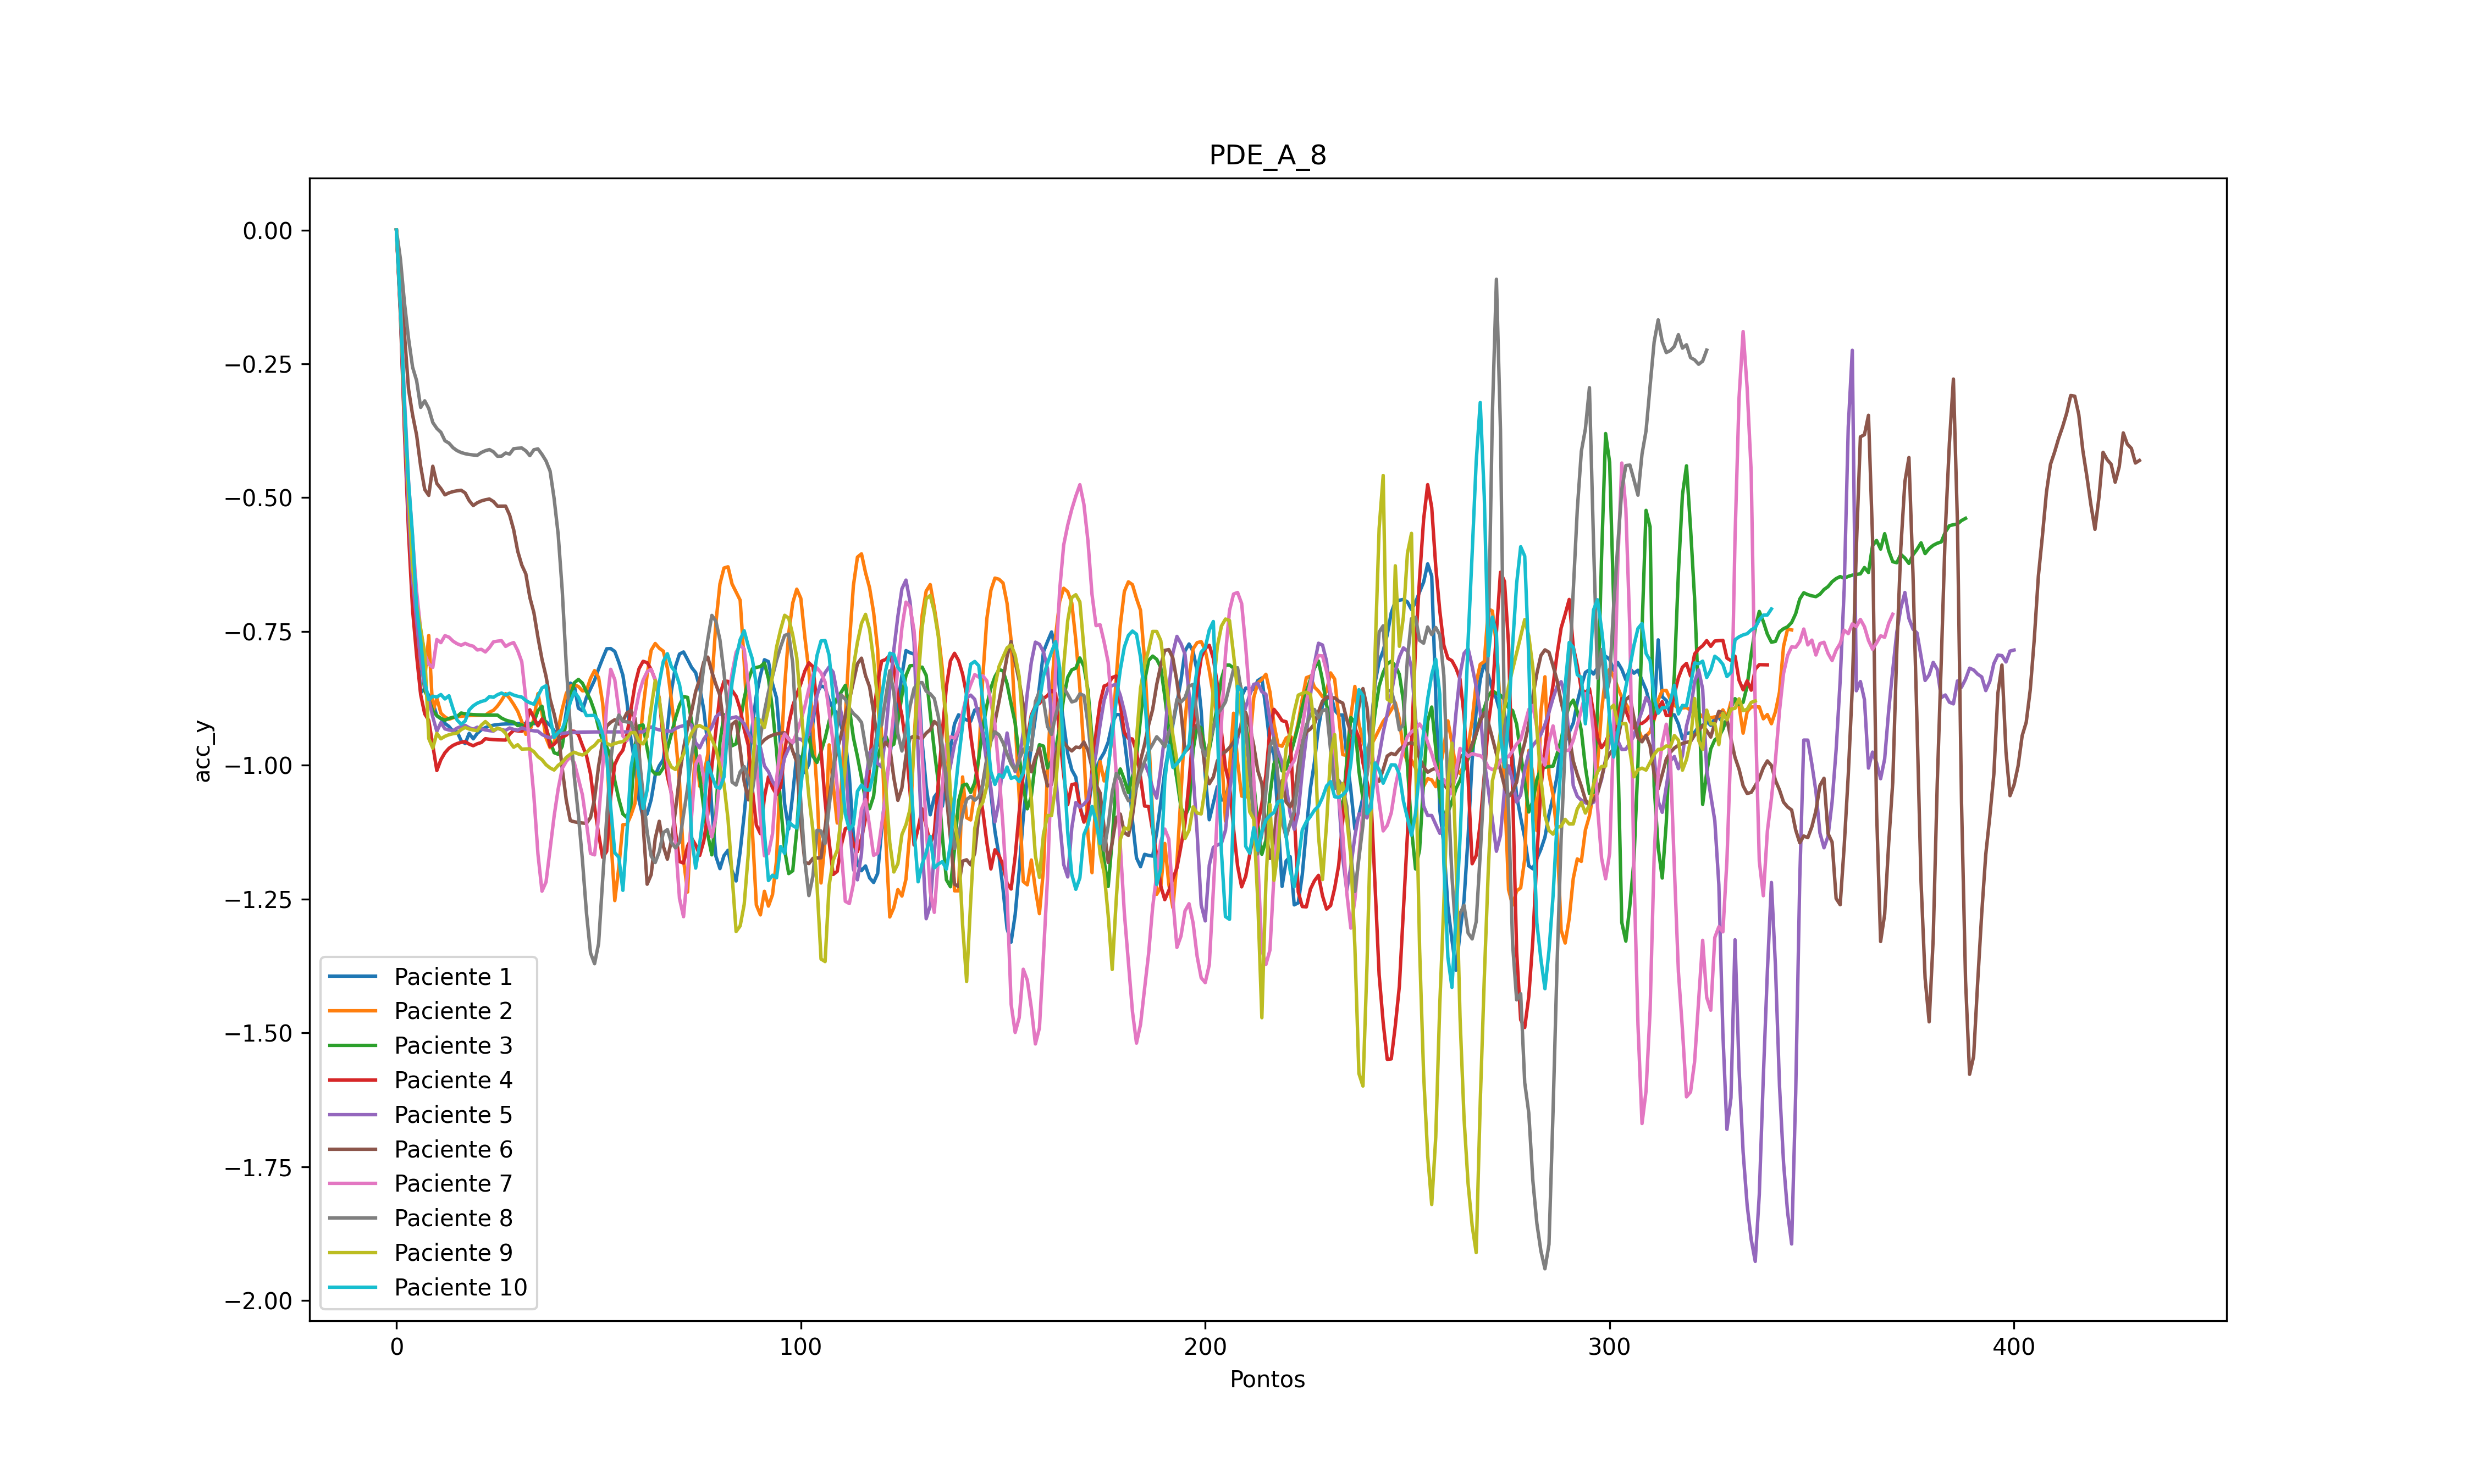 PDE_A_8
0.00
−0.25
−0.50
−0.75
−1.00
−1.25
−1.50
−1.75
−2.00
acc_y
Paciente 1
Paciente 2
Paciente 3
Paciente 4
Paciente 5
Paciente 6
Paciente 7
Paciente 8
Paciente 9
Paciente 10
0 100 200 300 400
Pontos